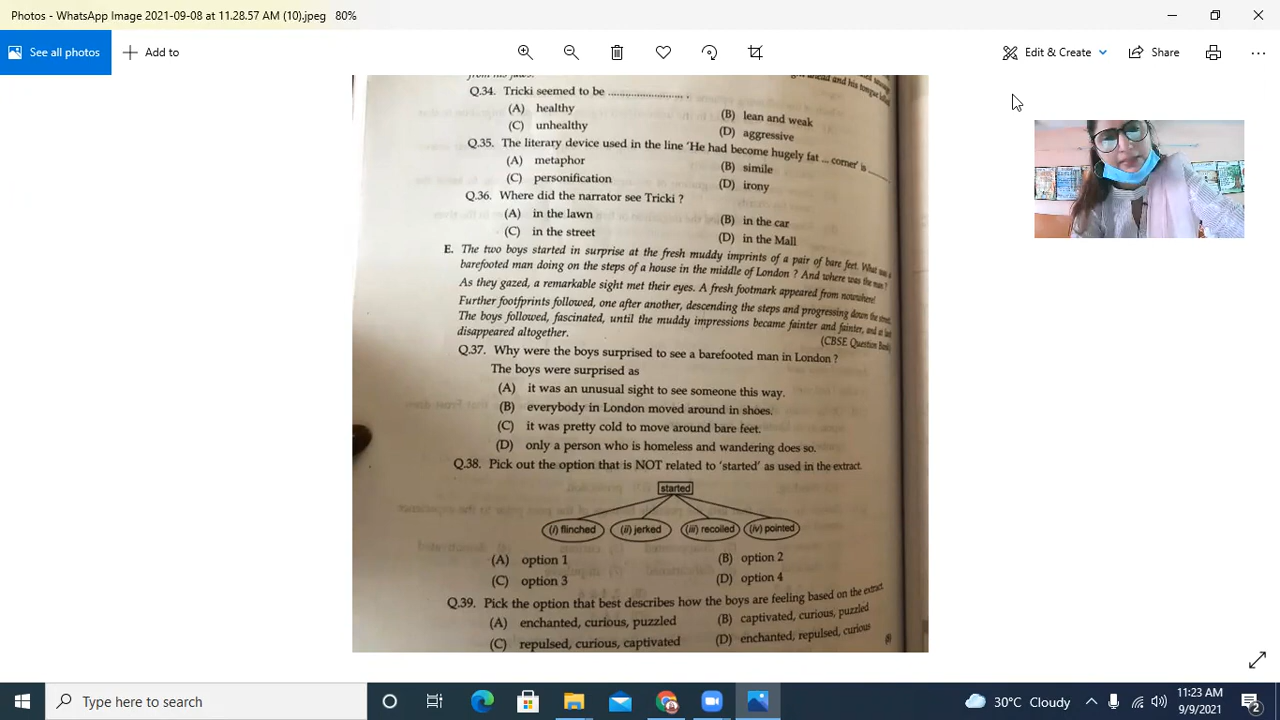 Photos - WhatsApp Image 2021-09-08 at 11.28.57 AM (10).jpeg 80%
See all photos
Add to
Edit & Create
Share
from his jaws.
ahead and his tongue
Q.34. Tricki seemed to be ........................ .
(A) healthy (B) lean and weak
(C) unhealthy (D) aggressive
Q.35. The literary device used in the line 'He had become hugely fat ... corner' is ____.
(A) metaphor (B) simile
(C) personification (D) irony
Q.36. Where did the narrator see Tricki ?
(A) in the lawn (B) in the car
(C) in the street (D) in the Mall
E. The two boys started in surprise at the fresh muddy imprints of a pair of bare feet. What was a
barefooted man doing on the steps of a house in the middle of London ? And where was the man ?
As they gazed, a remarkable sight met their eyes. A fresh footmark appeared from nowhere!
Further footfprints followed, one after another, descending the steps and progressing down the street.
The boys followed, fascinated, until the muddy impressions became fainter and fainter, and at last
disappeared altogether. (CBSE Question Bank)
Q.37. Why were the boys surprised to see a barefooted man in London ?
The boys were surprised as
(A) it was an unusual sight to see someone this way.
(B) everybody in London moved around in shoes.
(C) it was pretty cold to move around bare feet.
(D) only a person who is homeless and wandering does so.
Q.38. Pick out the option that is NOT related to 'started' as used in the extract.
started
(i) flinched (ii) jerked (iii) recoiled (iv) pointed
(A) option 1 (B) option 2
(C) option 3 (D) option 4
Q.39. Pick the option that best describes how the boys are feeling based on the extract
(A) enchanted, curious, puzzled (B) captivated, curious, puzzled
(C) repulsed, curious, captivated (D) enchanted, repulsed, curious
Type here to search
30°C Cloudy
11:23 AM
9/9/2021
2